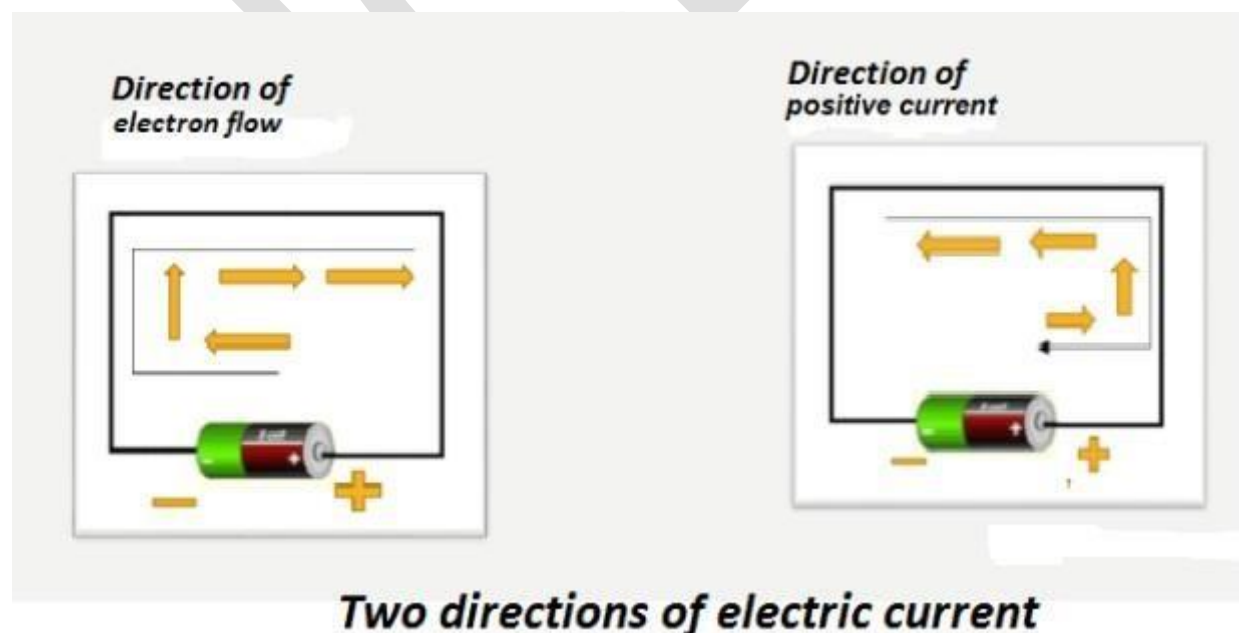 Direction of
electron flow
Direction of
positive current
Two directions of electric current